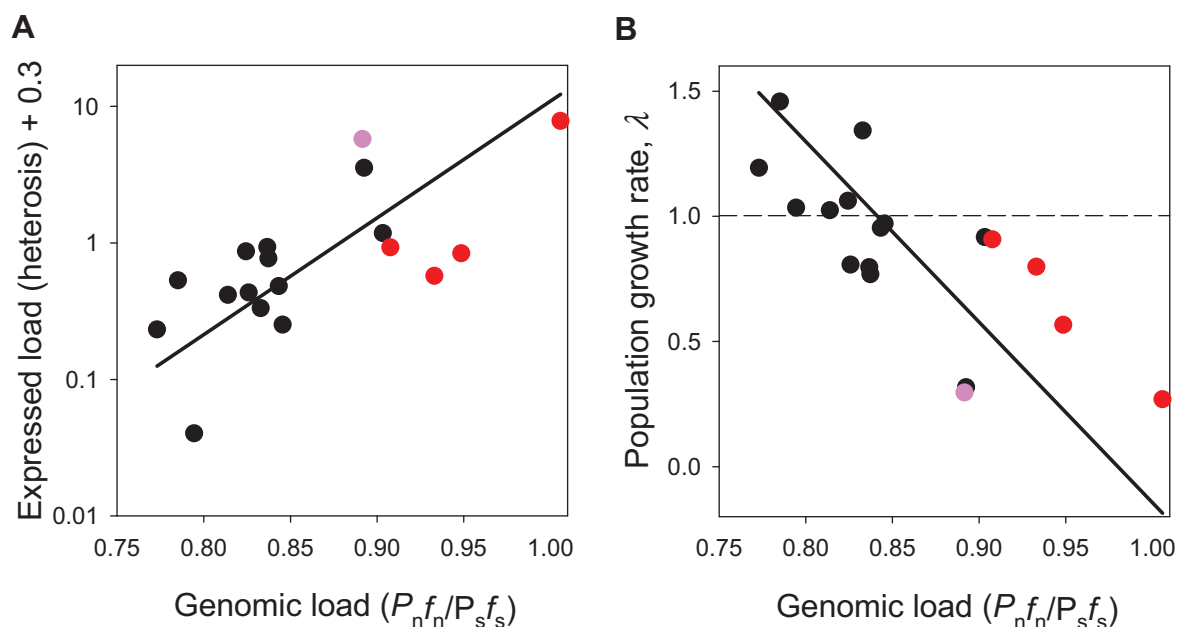 A
Expressed load (heterosis) + 0.3
10
1
0.1
0.01
0.75 0.80 0.85 0.90 0.95 1.00
Genomic load (Pnfn/Psfs)
B
Population growth rate, λ
1.5
1.0
0.5
0.0
0.75 0.80 0.85 0.90 0.95 1.00
Genomic load (Pnfn/Psfs)